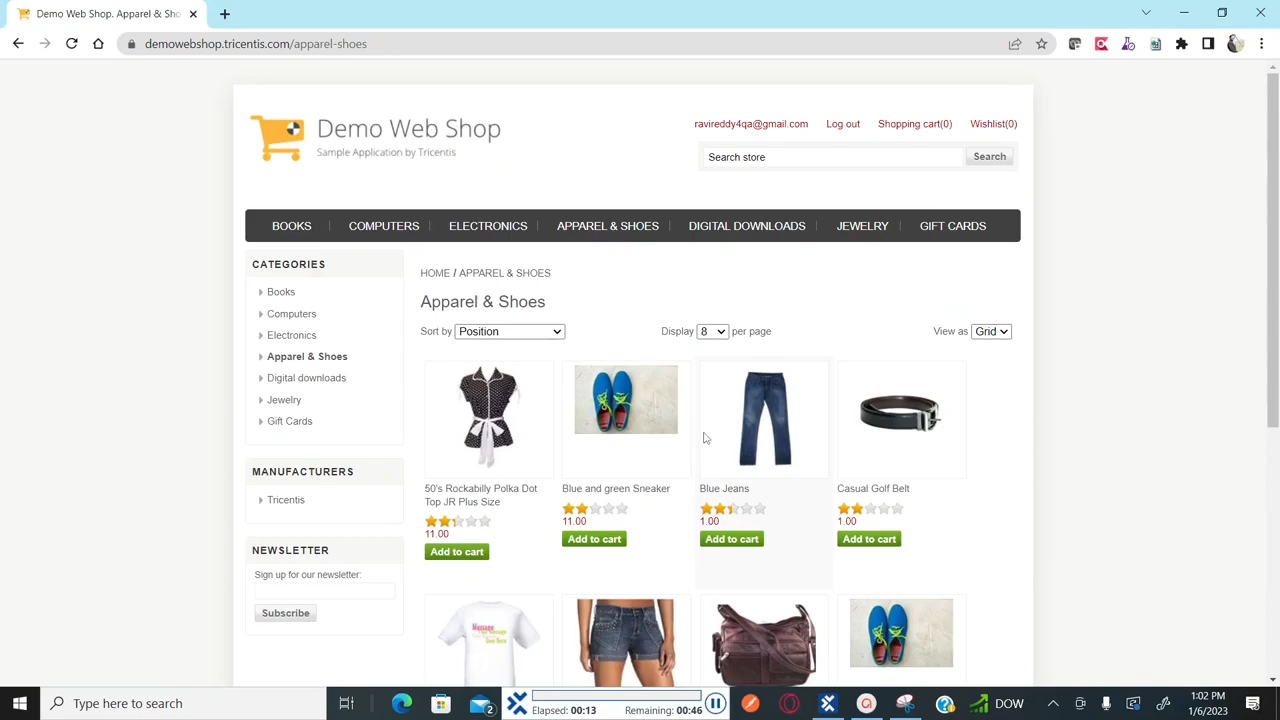 Demo Web Shop. Apparel & Sho
demowebshop.tricentis.com/apparel-shoes
Demo Web Shop
Sample Application by Tricentis
ravireddy4qa@gmail.com Log out Shopping cart(0) Wishlist(0)
Search store Search
BOOKS COMPUTERS ELECTRONICS APPAREL & SHOES DIGITAL DOWNLOADS JEWELRY GIFT CARDS
CATEGORIES
Books
Computers
Electronics
Apparel & Shoes
Digital downloads
Jewelry
Gift Cards
MANUFACTURERS
Tricentis
NEWSLETTER
Sign up for our newsletter:
Subscribe
HOME / APPAREL & SHOES
Apparel & Shoes
Sort by Position Display 8 per page View as Grid
50's Rockabilly Polka Dot
Top JR Plus Size
11.00
Add to cart
Blue and green Sneaker
11.00
Add to cart
Blue Jeans
1.00
Add to cart
Casual Golf Belt
1.00
Add to cart
Type here to search
2
Elapsed: 00:13 Remaining: 00:46
DOW
1:02 PM
1/6/2023